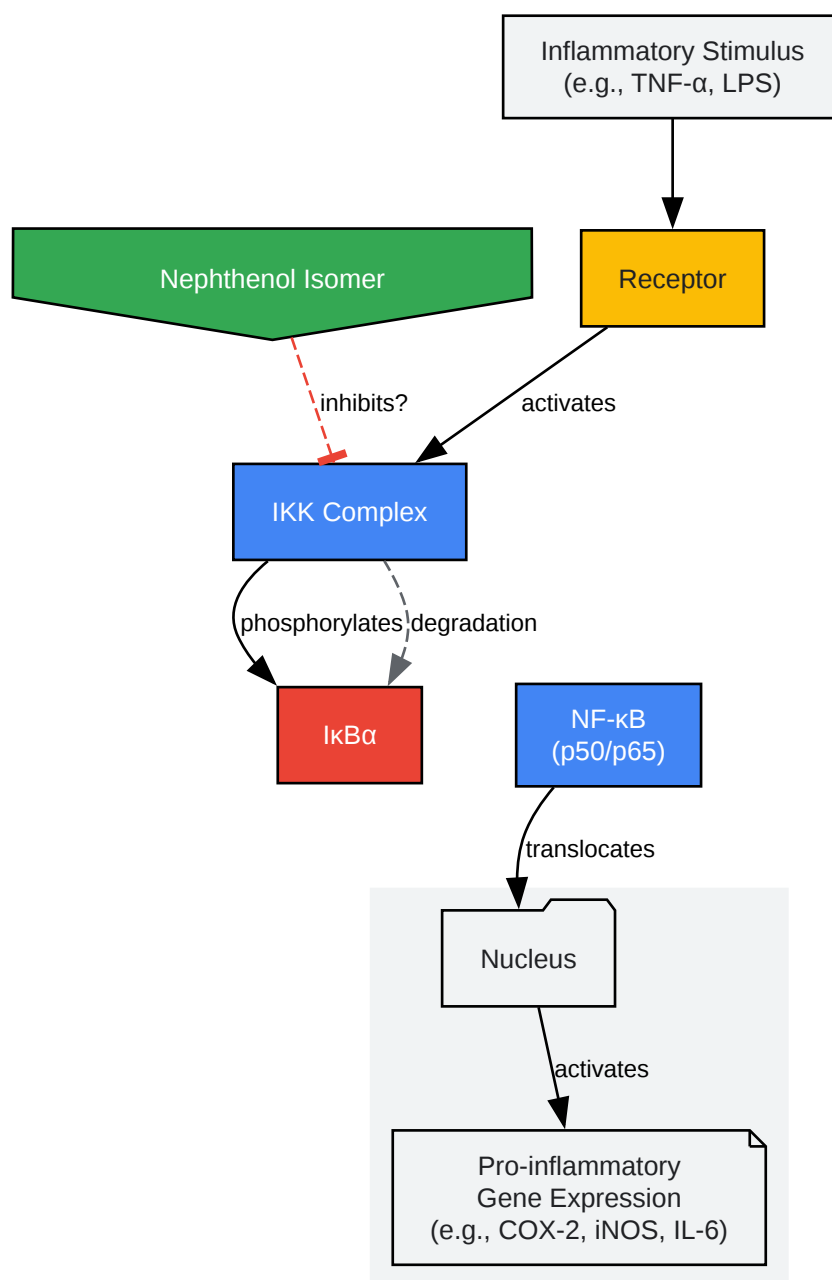 Inflammatory Stimulus
(e.g., TNF-α, LPS)
Nephthenol Isomer
Receptor
inhibits?
activates
IKK Complex
phosphorylates
degradation
IκBα
NF-κB
(p50/p65)
translocates
Nucleus
activates
Pro-inflammatory
Gene Expression
(e.g., COX-2, iNOS, IL-6)